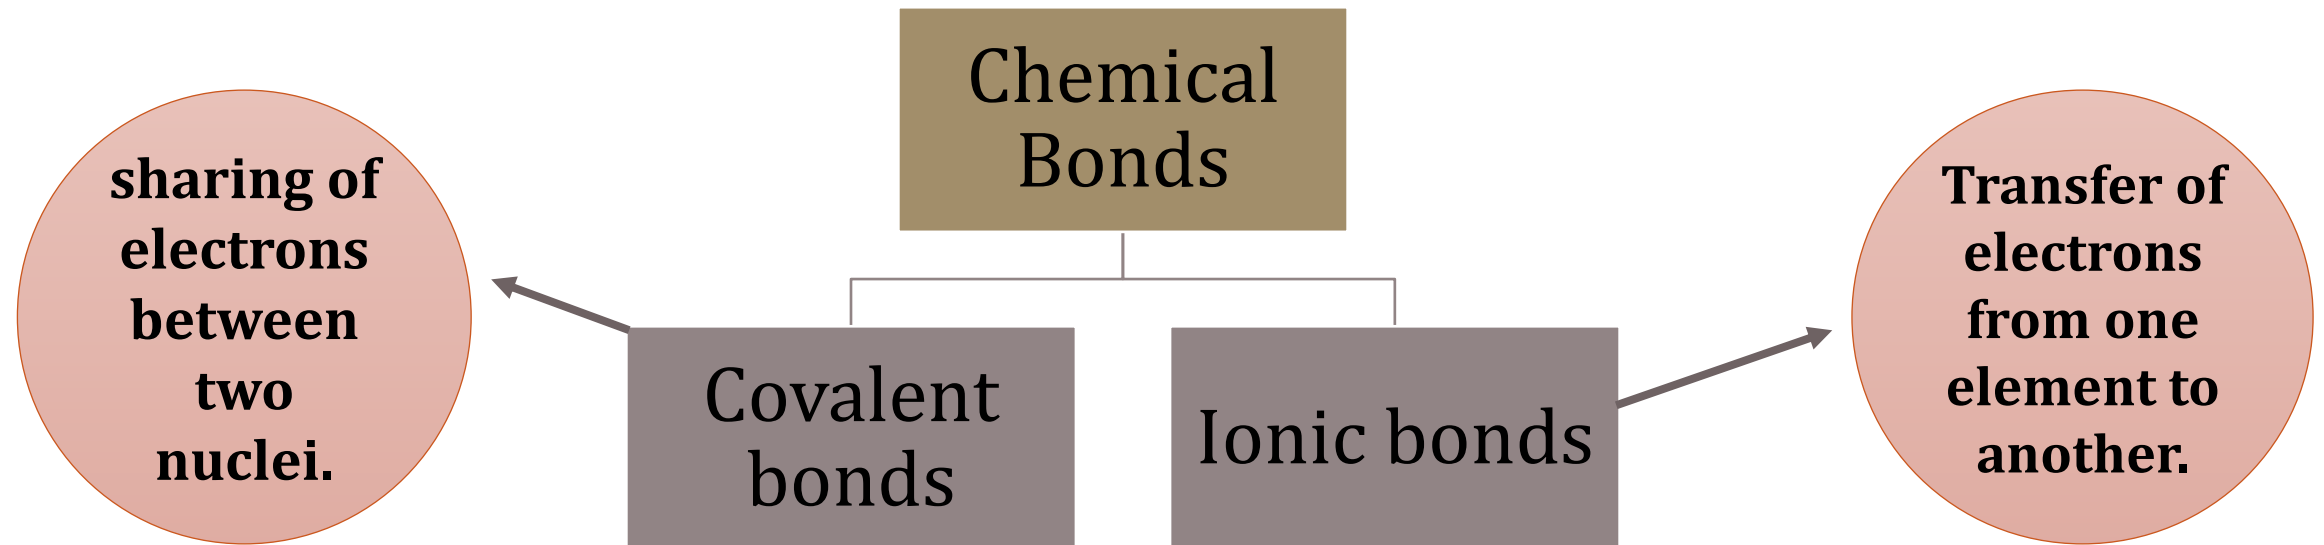 Chemical
Bonds
sharing of
electrons
between
two
nuclei.
Covalent
bonds
Ionic bonds
Transfer of
electrons
from one
element to
another.